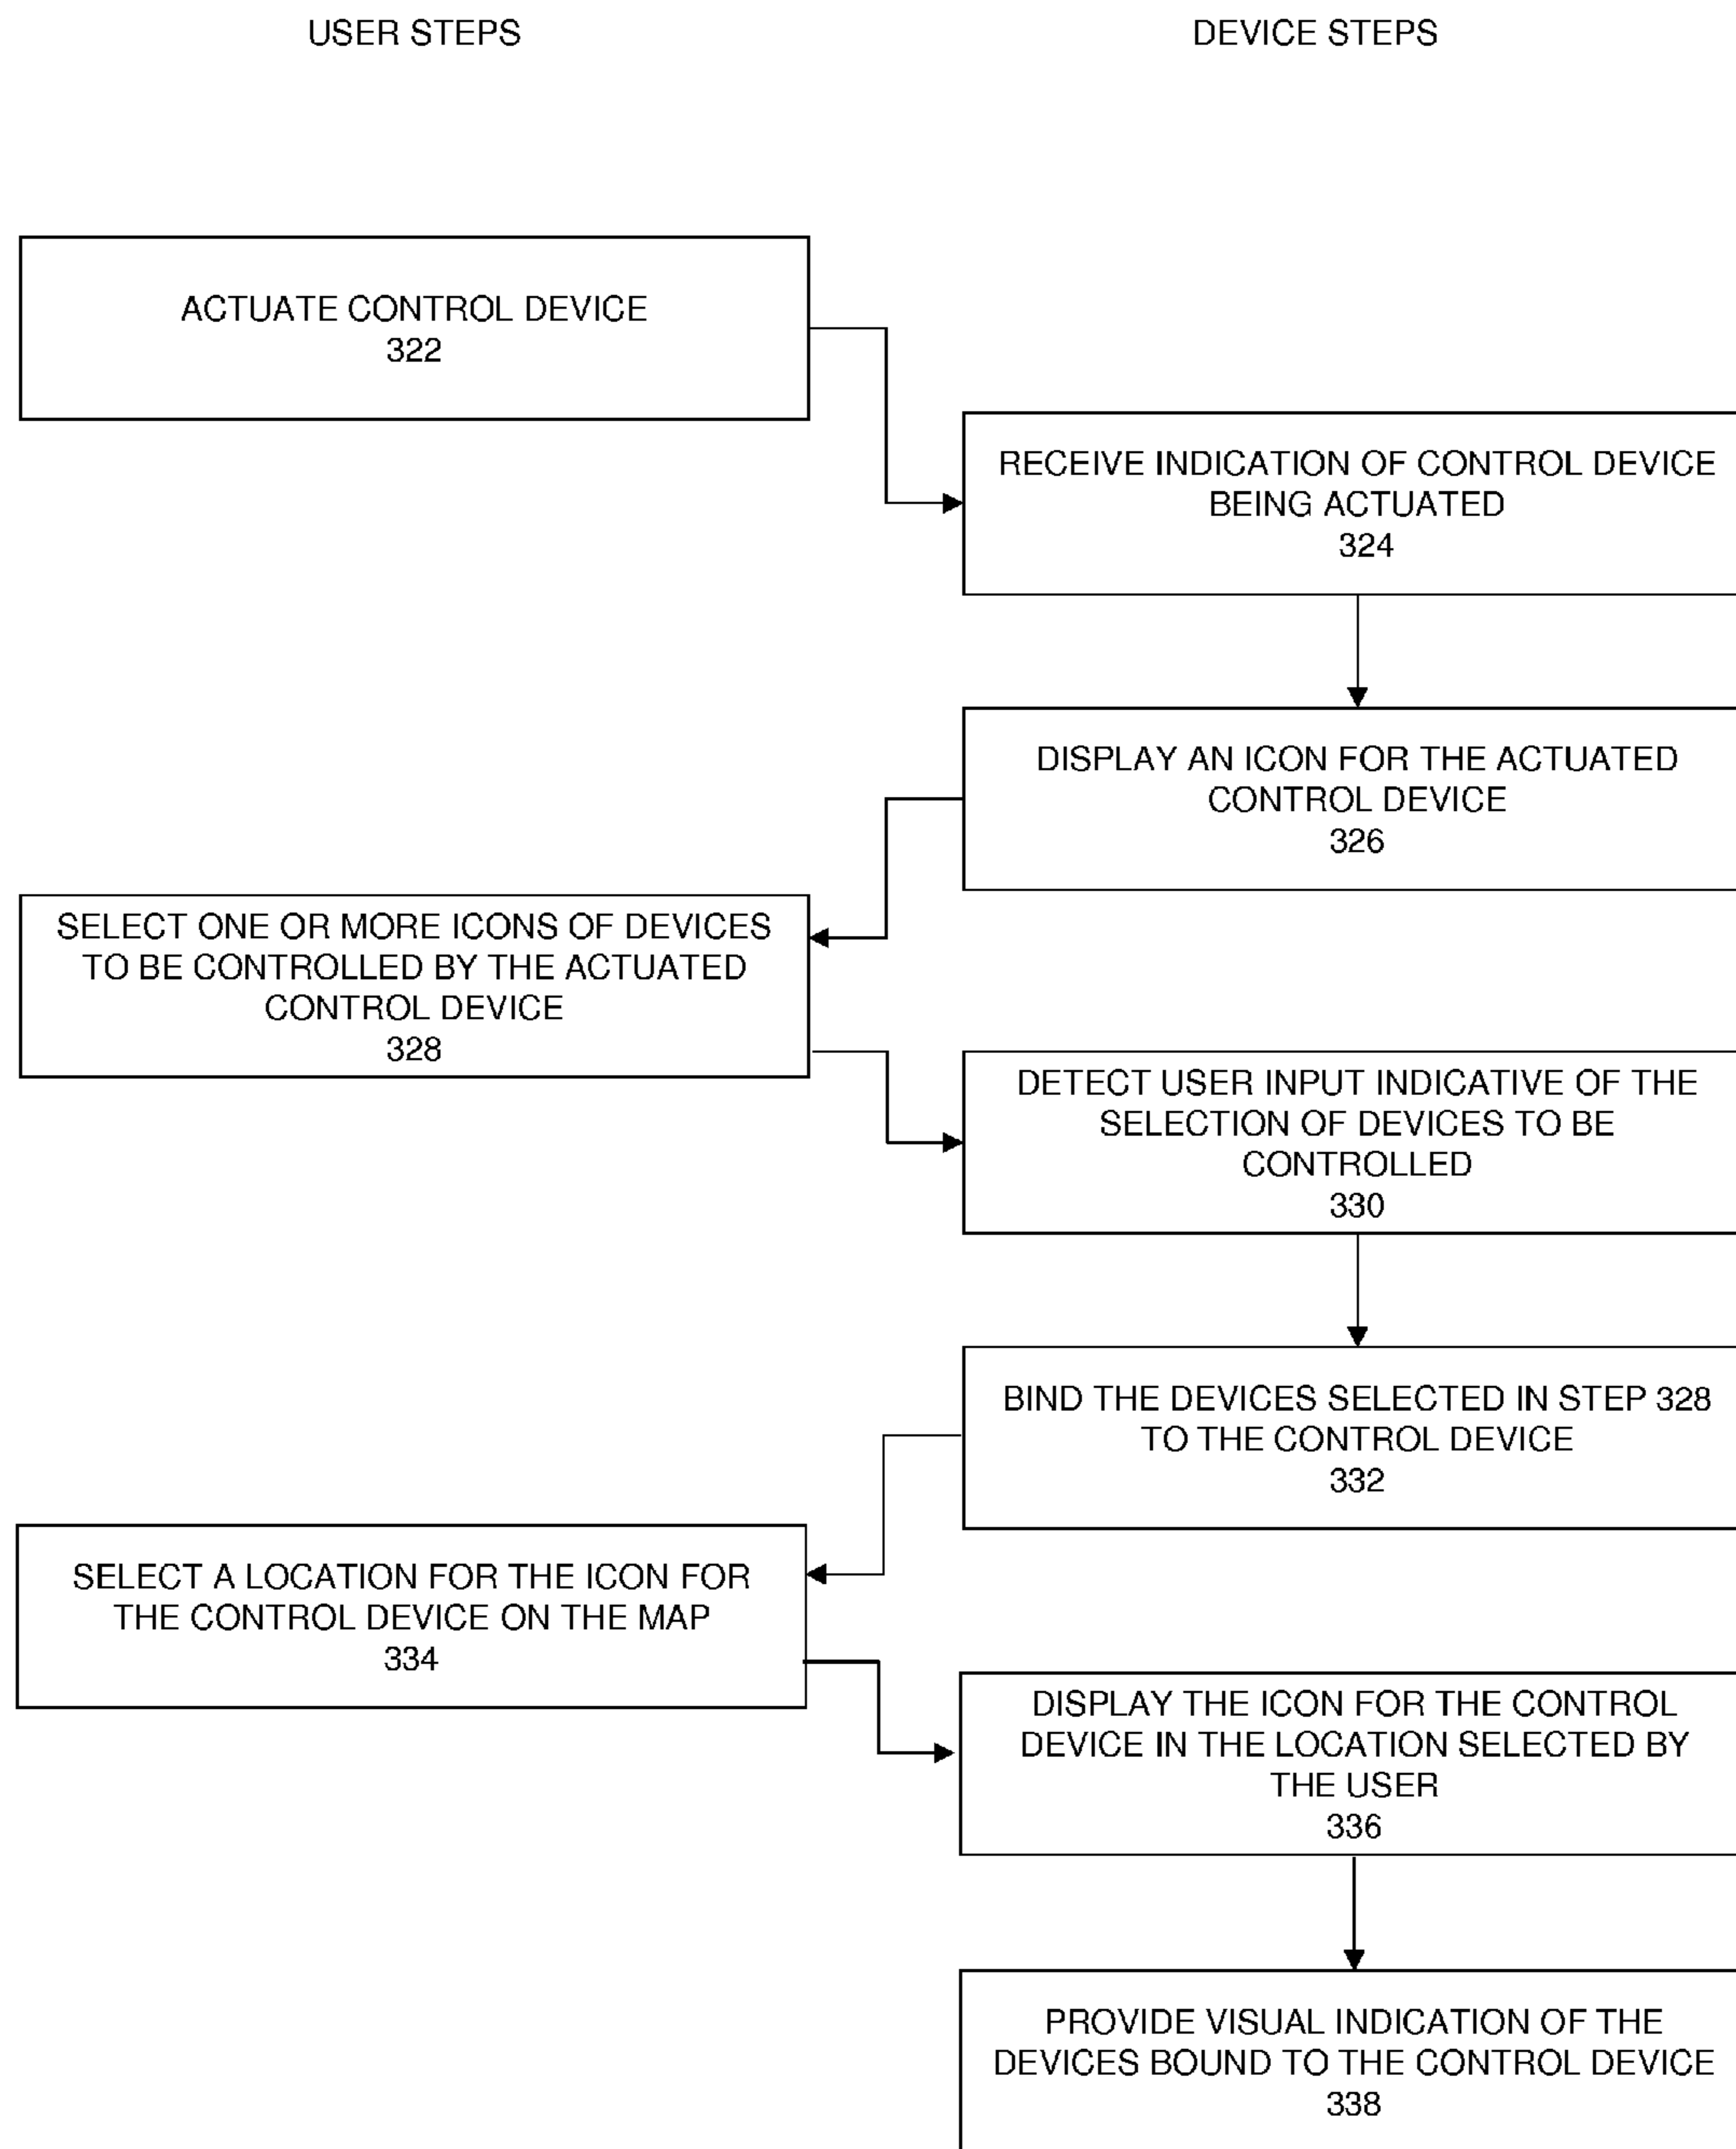 USER STEPS
DEVICE STEPS
ACTUATE CONTROL DEVICE
322
RECEIVE INDICATION OF CONTROL DEVICE
BEING ACTUATED
324
DISPLAY AN ICON FOR THE ACTUATED
CONTROL DEVICE
326
SELECT ONE OR MORE ICONS OF DEVICES
TO BE CONTROLLED BY THE ACTUATED
CONTROL DEVICE
328
DETECT USER INPUT INDICATIVE OF THE
SELECTION OF DEVICES TO BE
CONTROLLED
330
BIND THE DEVICES SELECTED IN STEP 328
TO THE CONTROL DEVICE
332
SELECT A LOCATION FOR THE ICON FOR
THE CONTROL DEVICE ON THE MAP
334
DISPLAY THE ICON FOR THE CONTROL
DEVICE IN THE LOCATION SELECTED BY
THE USER
336
PROVIDE VISUAL INDICATION OF THE
DEVICES BOUND TO THE CONTROL DEVICE
338